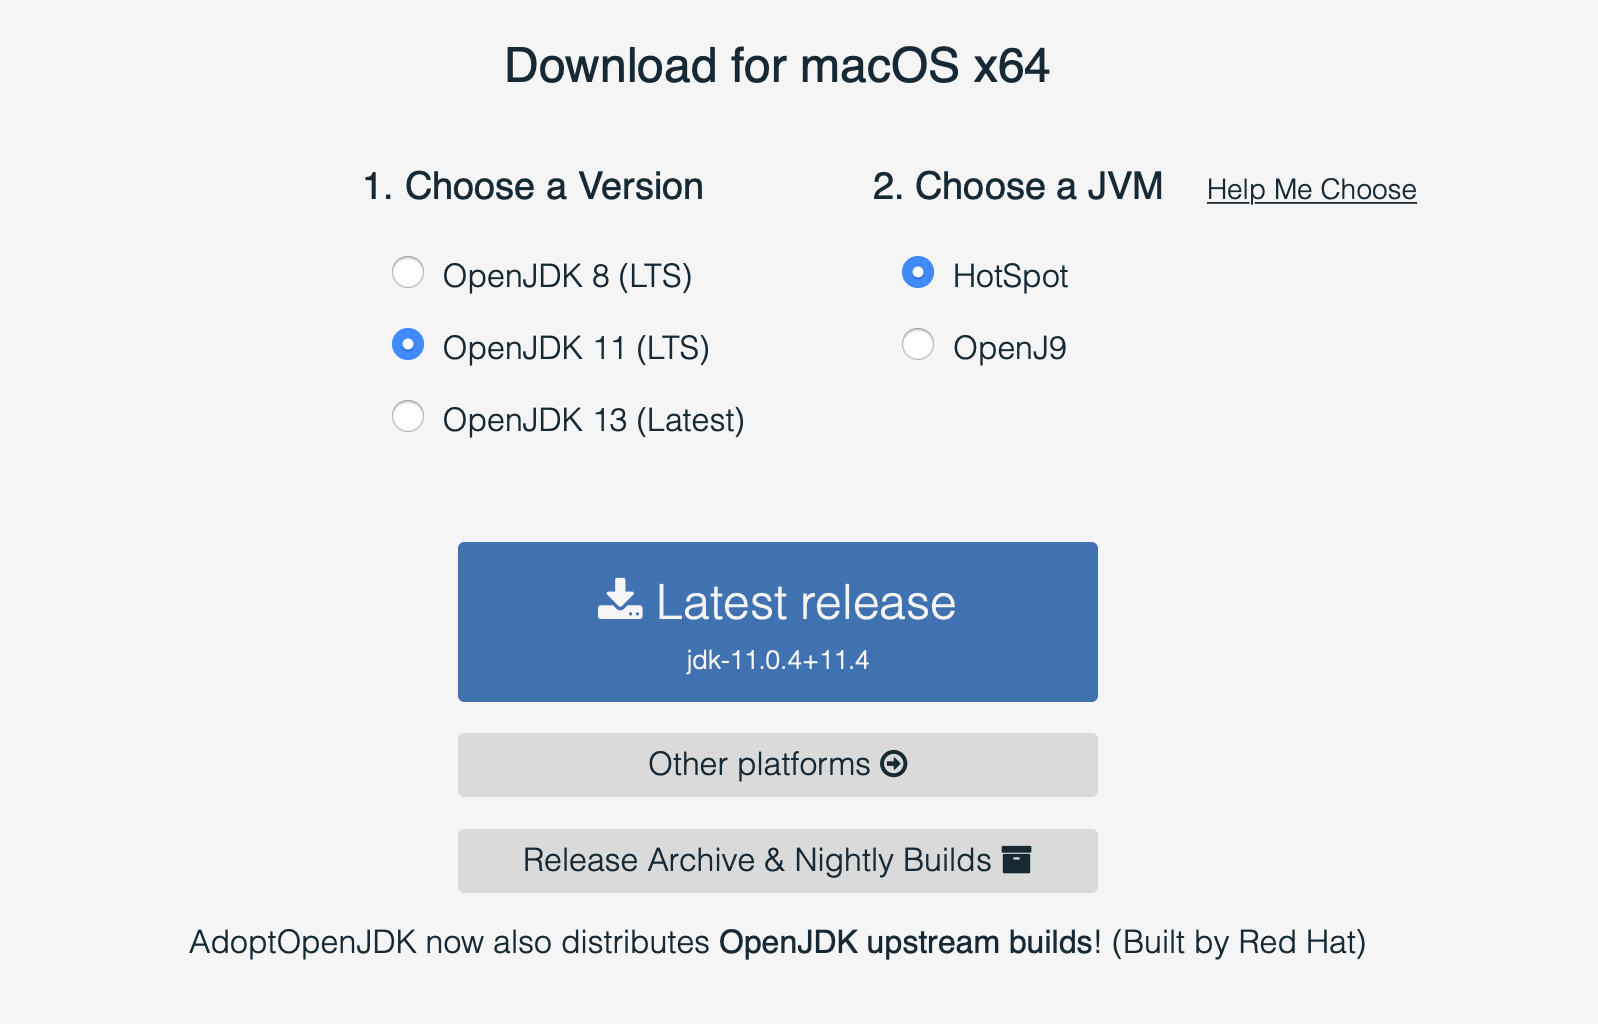 Download for macOS x64
1. Choose a Version
OpenJDK 8 (LTS)
OpenJDK 11 (LTS)
OpenJDK 13 (Latest)
2. Choose a JVM
Help Me Choose
HotSpot
OpenJ9
Latest release
jdk-11.0.4+11.4
Other platforms
Release Archive & Nightly Builds
AdoptOpenJDK now also distributes OpenJDK upstream builds! (Built by Red Hat)